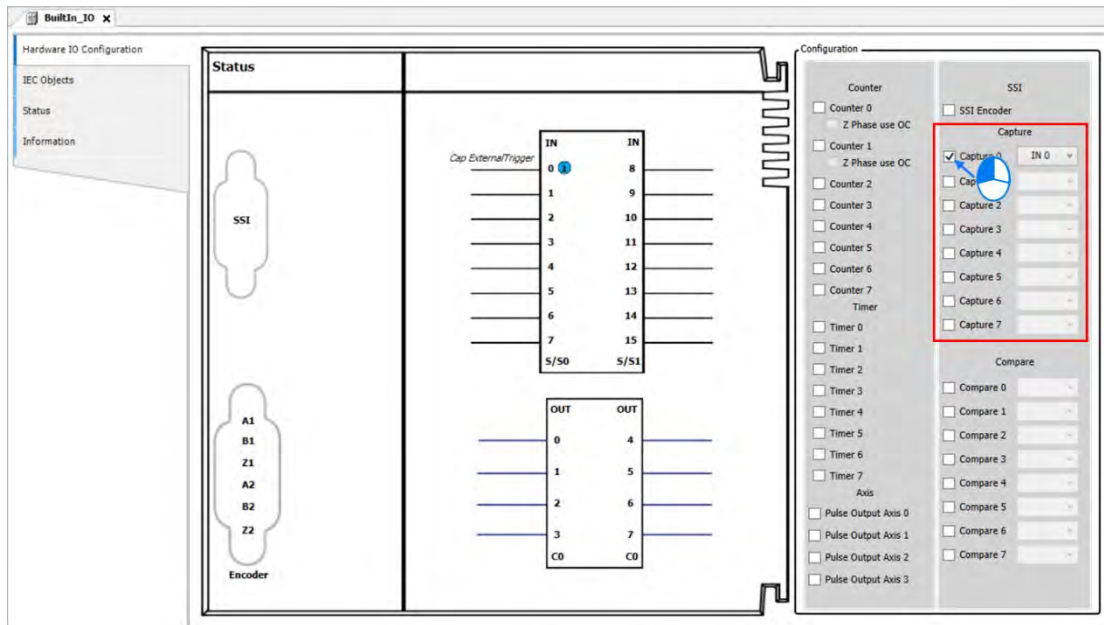 BuiltIn_IO x
Hardware IO Configuration
IEC Objects
Status
Information
Status
SSI
A1
B1
Z1
A2
B2
Z2
Encoder
Cap ExternalTrigger
IN IN
0 1 8
1 9
2 10
3 11
4 12
5 13
6 14
7 15
S/S0 S/S1
OUT OUT
0 4
1 5
2 6
3 7
C0 C0
Configuration
Counter
Counter 0
Z Phase use OC
Counter 1
Z Phase use OC
Counter 2
Counter 3
Counter 4
Counter 5
Counter 6
Counter 7
Timer
Timer 0
Timer 1
Timer 2
Timer 3
Timer 4
Timer 5
Timer 6
Timer 7
Axis
Pulse Output Axis 0
Pulse Output Axis 1
Pulse Output Axis 2
Pulse Output Axis 3
SSI
SSI Encoder
Capture
Capture 0 IN 0
Capture 2
Capture 3
Capture 4
Capture 5
Capture 6
Capture 7
Compare
Compare 0
Compare 1
Compare 2
Compare 3
Compare 4
Compare 5
Compare 6
Compare 7